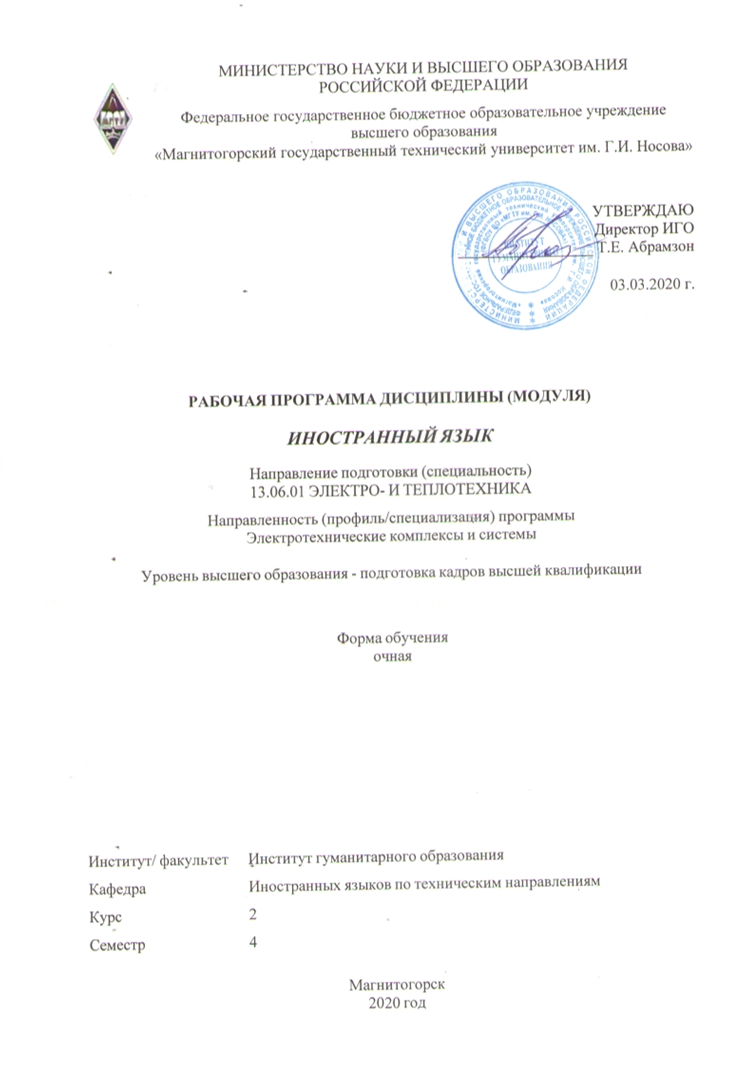 МИНИСТЕРСТВО НАУКИ И ВЫСШЕГО ОБРАЗОВАНИЯ
РОССИЙСКОЙ ФЕДЕРАЦИИ
Федеральное государственное бюджетное образовательное учреждение
высшего образования
«Магнитогорский государственный технический университет им. Г.И. Носова»
УТВЕРЖДАЮ
Директор ИГО
Т.Е. Абрамзон
ИНСТИТУТ
ГУМАНИТАРНОГО
ОБРАЗОВАНИЯ
03.03.2020 г.
РАБОЧАЯ ПРОГРАММА ДИСЦИПЛИНЫ (МОДУЛЯ)
ИНОСТРАННЫЙ ЯЗЫК
Направление подготовки (специальность)
13.06.01 ЭЛЕКТРО- И ТЕПЛОТЕХНИКА
Направленность (профиль/специализация) программы
Электротехнические комплексы и системы
Уровень высшего образования - подготовка кадров высшей квалификации
Форма обучения
очная
Институт/ факультет Институт гуманитарного образования
Кафедра Иностранных языков по техническим направлениям
Курс 2
Семестр 4
Магнитогорск
2020 год